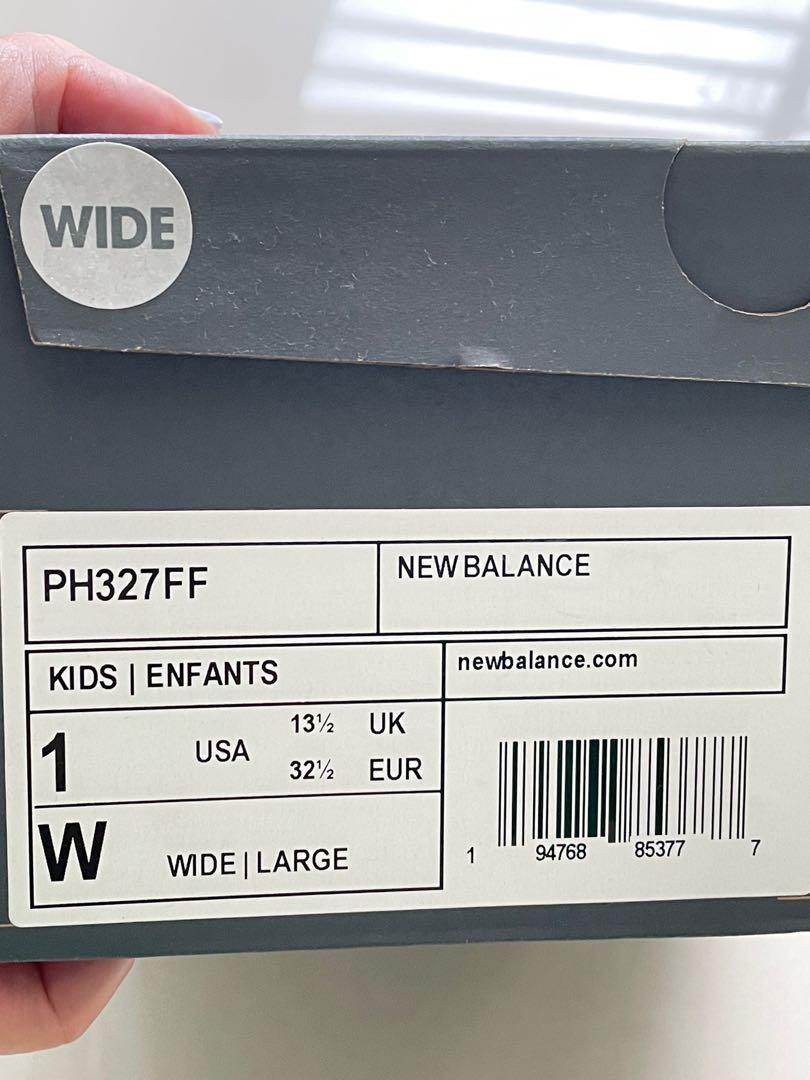 WIDE
PH327FF
NEW BALANCE
KIDS | ENFANTS
newbalance.com
1 USA
13½ UK
32½ EUR
W WIDE | LARGE
1 94768 85377 7